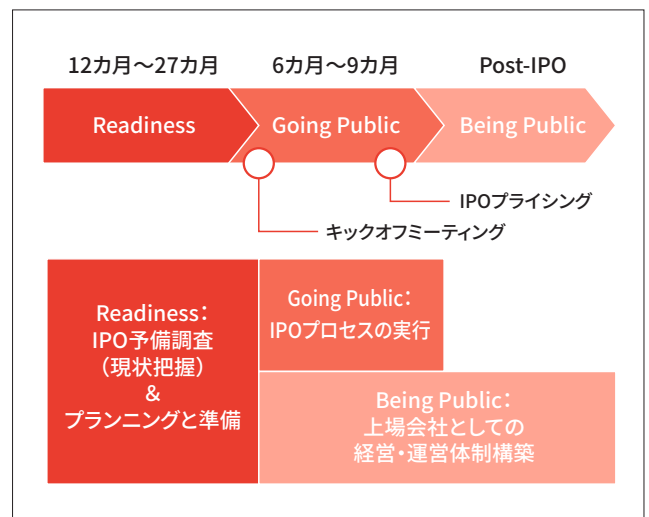 12カ月～27カ月
6カ月～9カ月
Post-IPO
Readiness
Going Public
Being Public
IPOプライシング
キックオフミーティング
Readiness：
IPO予備調査
（現状把握）
&
プランニングと準備
Going Public：
IPOプロセスの実行
Being Public：
上場会社としての
経営・運営体制構築